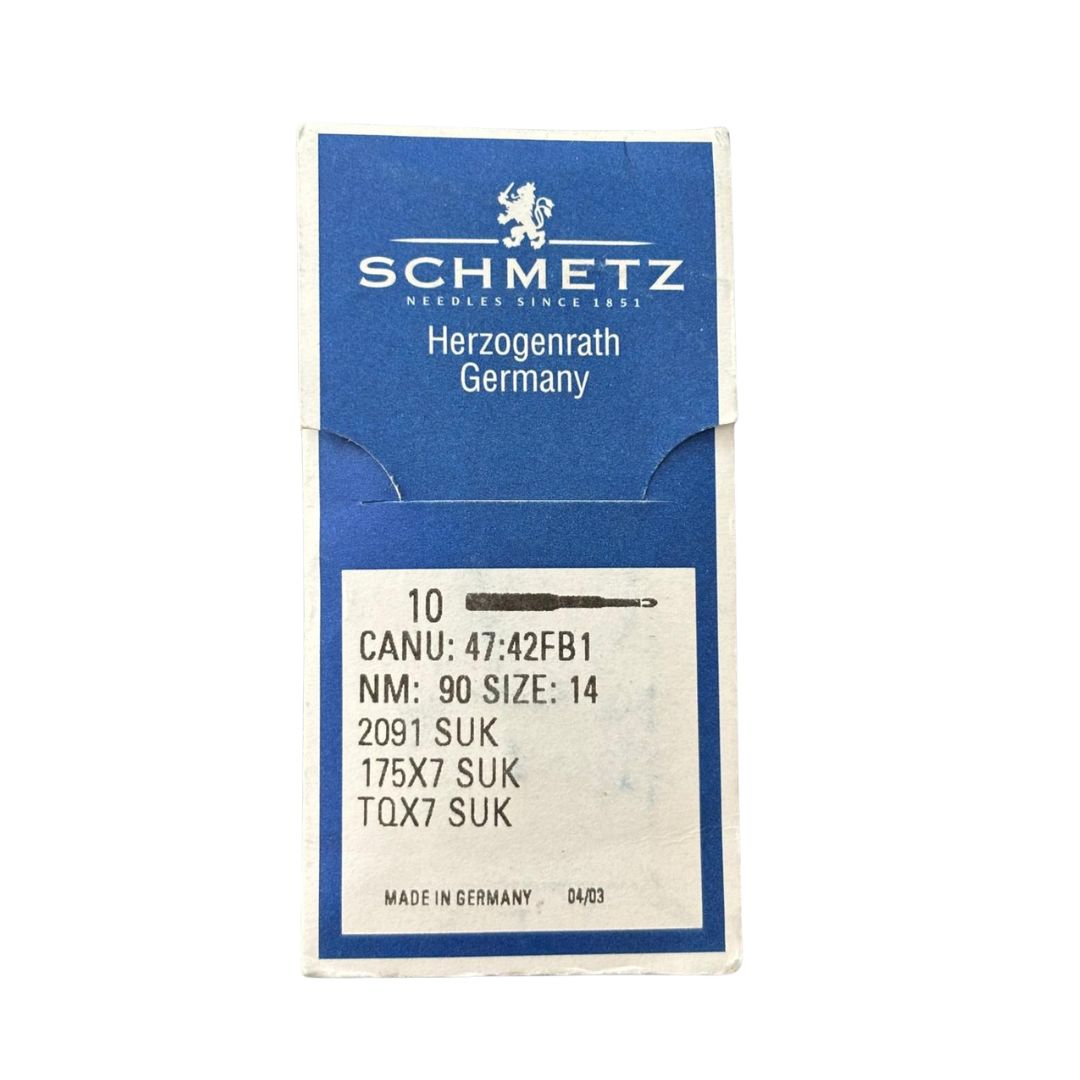 SCHMETZ
NEEDLES SINCE 1851
Herzogenrath
Germany
10
CANU: 47:42FB1
NM: 90 SIZE: 14
2091 SUK
175X7 SUK
TQX7 SUK
MADE IN GERMANY 04/03